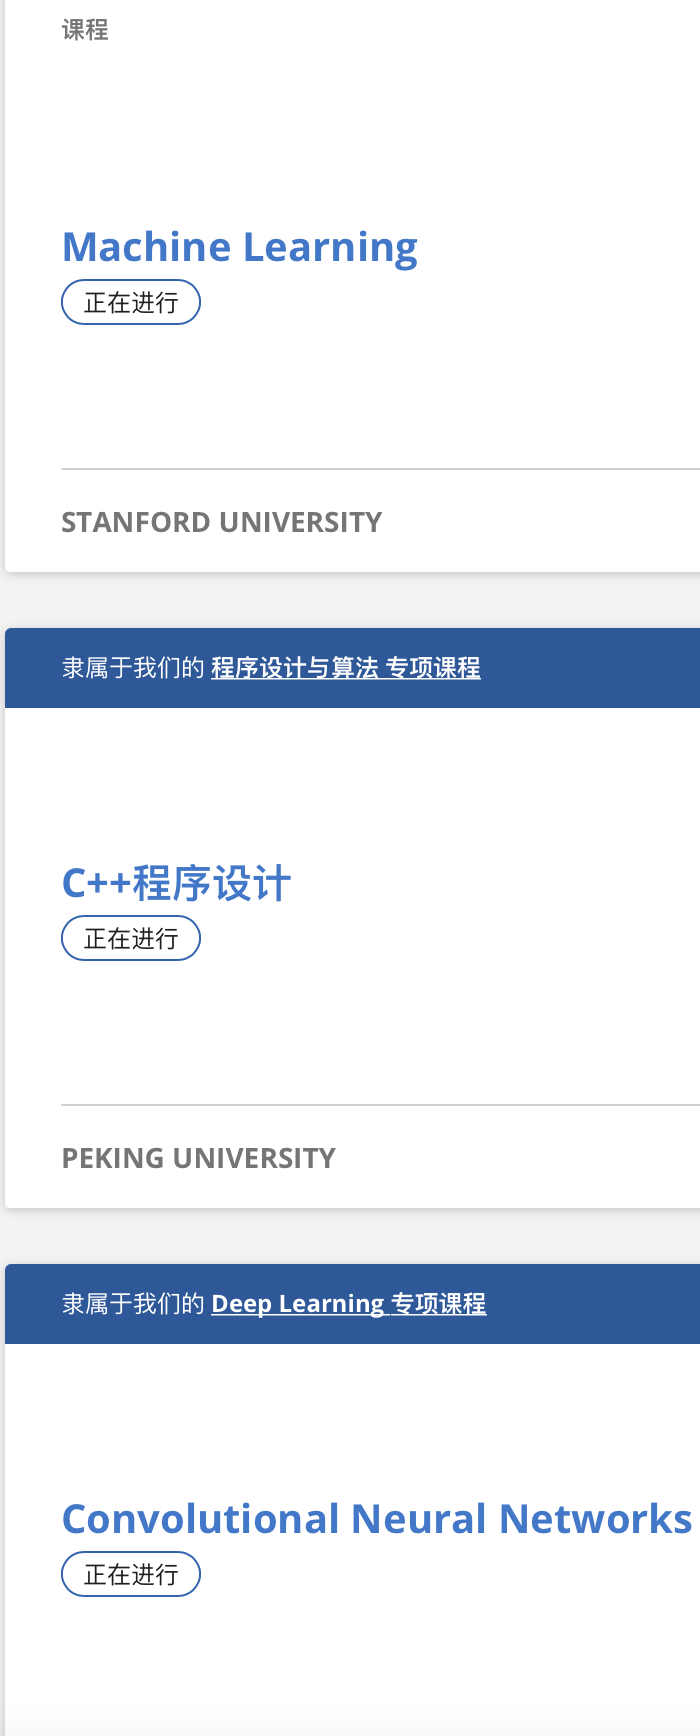 课程
Machine Learning
正在进行
STANFORD UNIVERSITY
隶属于我们的 程序设计与算法 专项课程
C++程序设计
正在进行
PEKING UNIVERSITY
隶属于我们的 Deep Learning 专项课程
Convolutional Neural Networks
正在进行